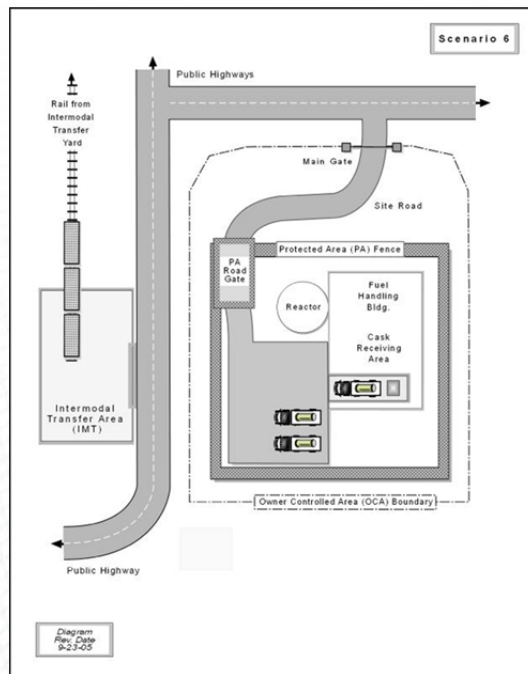 Scenario 6
Public Highways
Rail from
Intermodal
Transfer
Yard
Main Gate
Site Road
Protected Area (PA) Fence
PA
Road
Gate
Reactor
Fuel
Handling
Bldg.
Cask
Receiving
Area
Intermodal
Transfer Area
(IMT)
Owner Controlled Area (OCA) Boundary
Public Highway
Diagram
Rev. Date
9-23-05